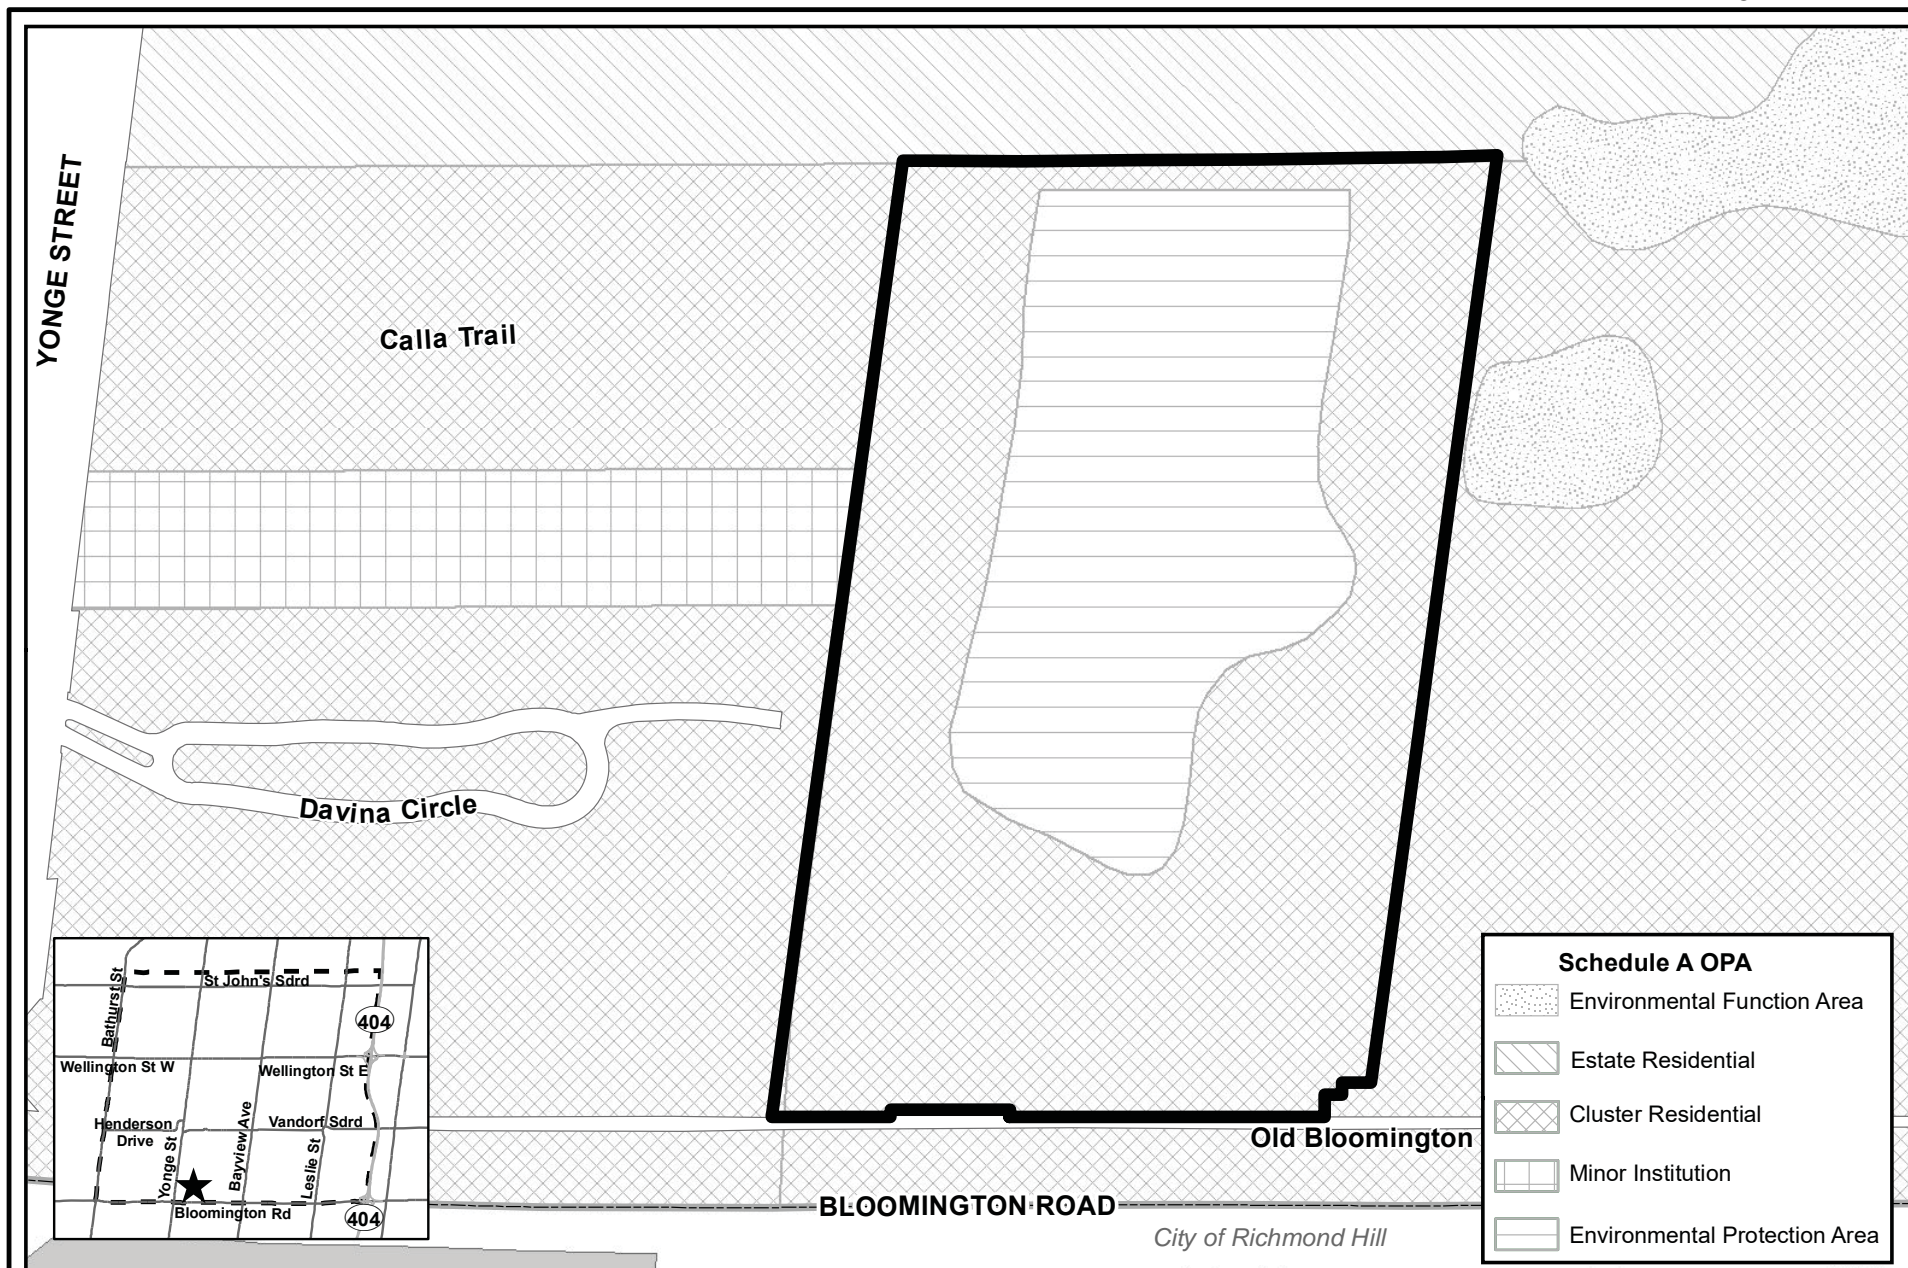 YONGE STREET
Calla Trail
Davina Circle
Old Bloomington
BLOOMINGTON ROAD
City of Richmond Hill
Bathurst St
St John's Sdrd
404
Wellington St W
Wellington St E
Henderson
Drive
Yonge St
Bayview Ave
Vandorf Sdrd
Leslie St
Bloomington Rd
404
Schedule A OPA
Environmental Function Area
Estate Residential
Cluster Residential
Minor Institution
Environmental Protection Area